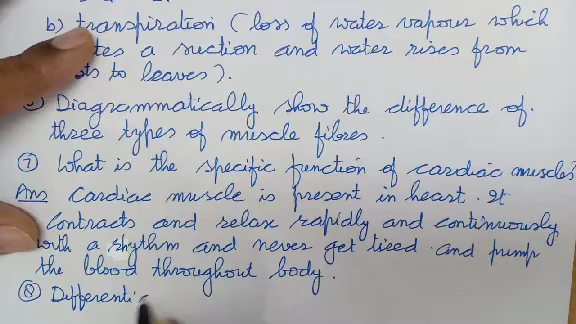 b) transpiration (loss of water vapour which
tes a suction and water rises from
ts to leaves).
Diagrammatically show the difference of
three types of muscle fibres.
⑦ What is the specific function of cardiac muscles?
Ans Cardiac muscle is present in heart. It
contracts and relax rapidly and continuously
with a rhythm and never get tired and pump
the blood throughout body.
⑧ Differenti